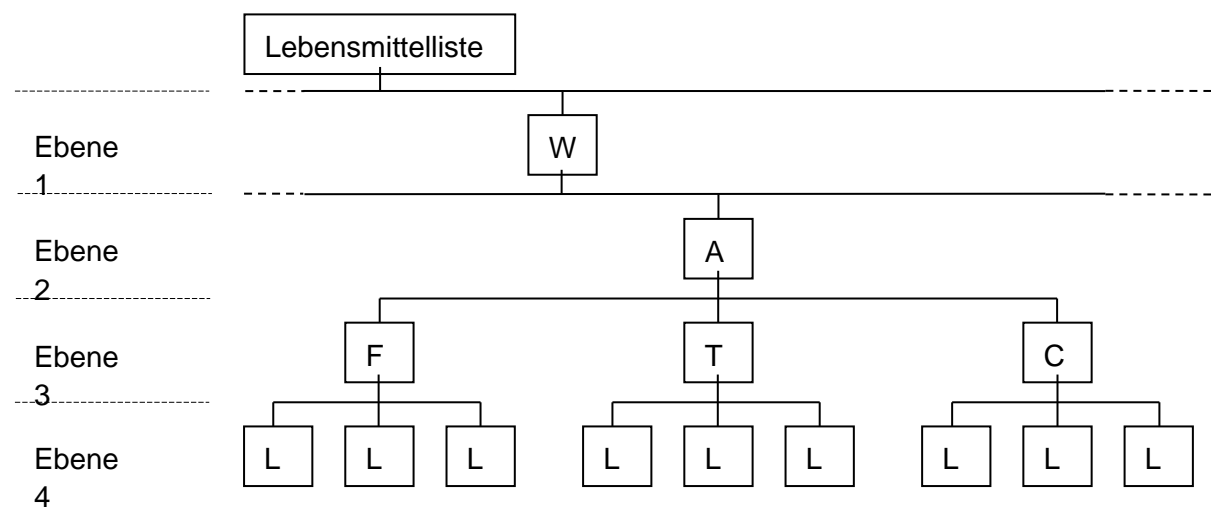 Lebensmittelliste
Ebene
1
W
Ebene
2
A
Ebene
3
F T C
Ebene
4
L L L L L L L L L